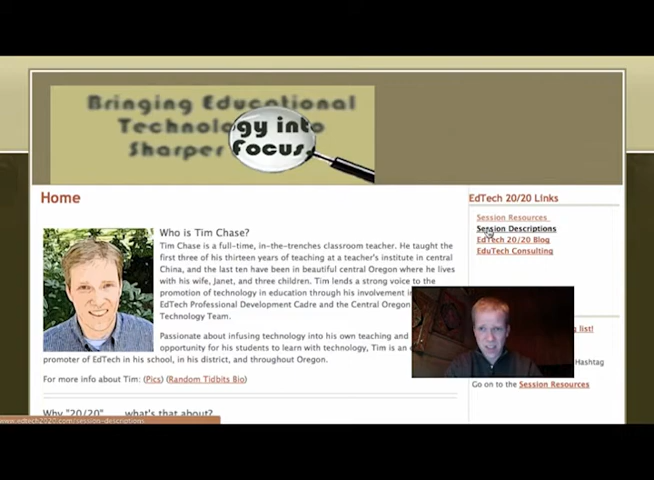 Bringing Educational
Technology into
Sharper Focus.
Home
Who is Tim Chase?
Tim Chase is a full-time, in-the-trenches classroom teacher. He taught the
first three of his thirteen years of teaching at a teacher's institute in central
China, and the last ten have been in beautiful central Oregon where he lives
with his wife, Janet, and three children. Tim lends a strong voice to the
promotion of technology in education through his involvement in
EdTech Professional Development Cadre and the Central Oregon
Technology Team.
Passionate about infusing technology into his own teaching and
opportunity for his students to learn with technology, Tim is an
promoter of EdTech in his school, in his district, and throughout Oregon.
For more info about Tim: (Pics) (Random Tidbits Bio)
Why "20/20" what's that about?
EdTech 20/20 Links
Session Resources
Session Descriptions
EdTech 20/20 Blog
EduTech Consulting
list!
Hashtag
Go on to the Session Resources
www.edtech2020.com/session-descriptions